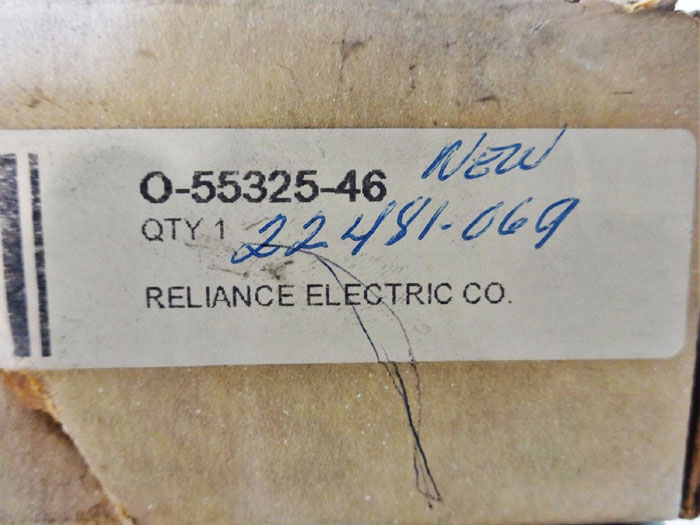 O-55325-46 NEW
QTY 1 22481-069
RELIANCE ELECTRIC CO.